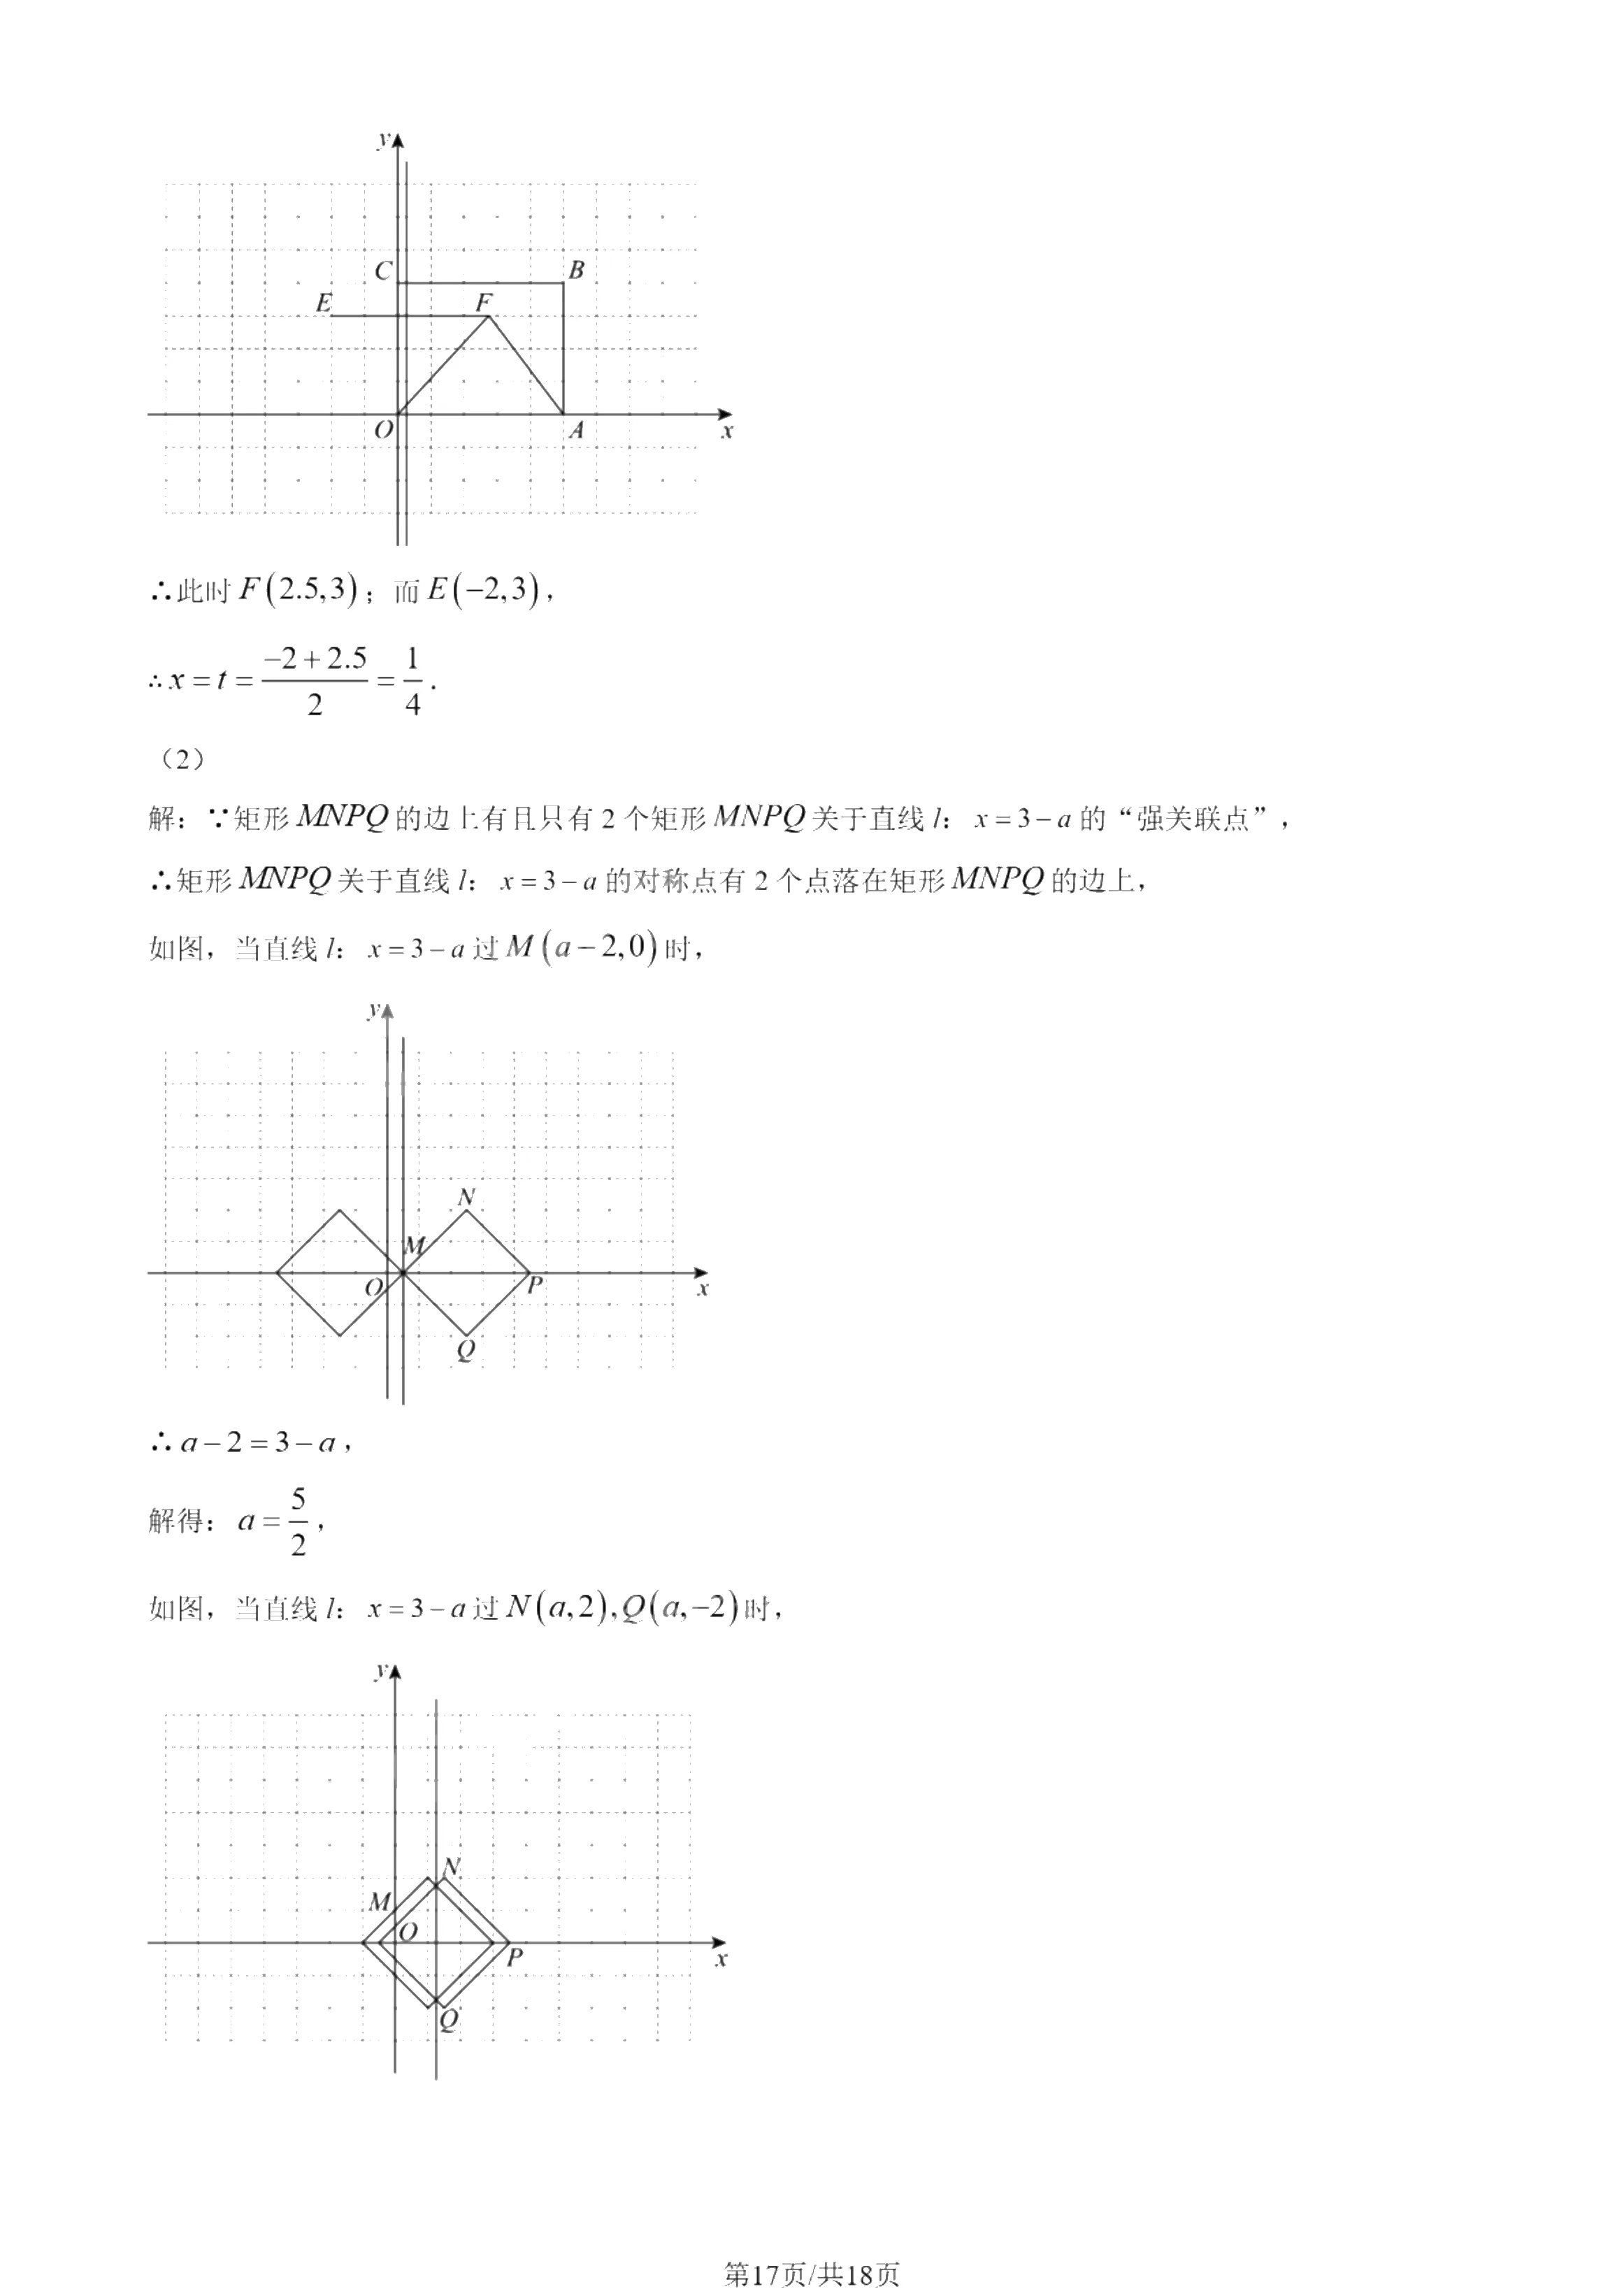 y
C
B
E
F
O
A
x
∴此时 F(2.5,3)；而 E(−2,3)，
∴ x = t = \frac{−2+2.5}{2} = \frac{1}{4}.
（2）
解：∵矩形 MNPQ 的边上有且只有 2 个矩形 MNPQ 关于直线 l： x = 3 − a 的“强关联点”，
∴矩形 MNPQ 关于直线 l： x = 3 − a 的对称点有 2 个点落在矩形 MNPQ 的边上，
如图，当直线 l： x = 3 − a 过 M(a−2,0) 时，
y
N
M
O
P
x
Q
∴ a − 2 = 3 − a ，
解得： a = \frac{5}{2} ，
如图，当直线 l： x = 3 − a 过 N(a,2),Q(a,−2) 时，
y
N
M
O
P
x
Q
第17页/共18页